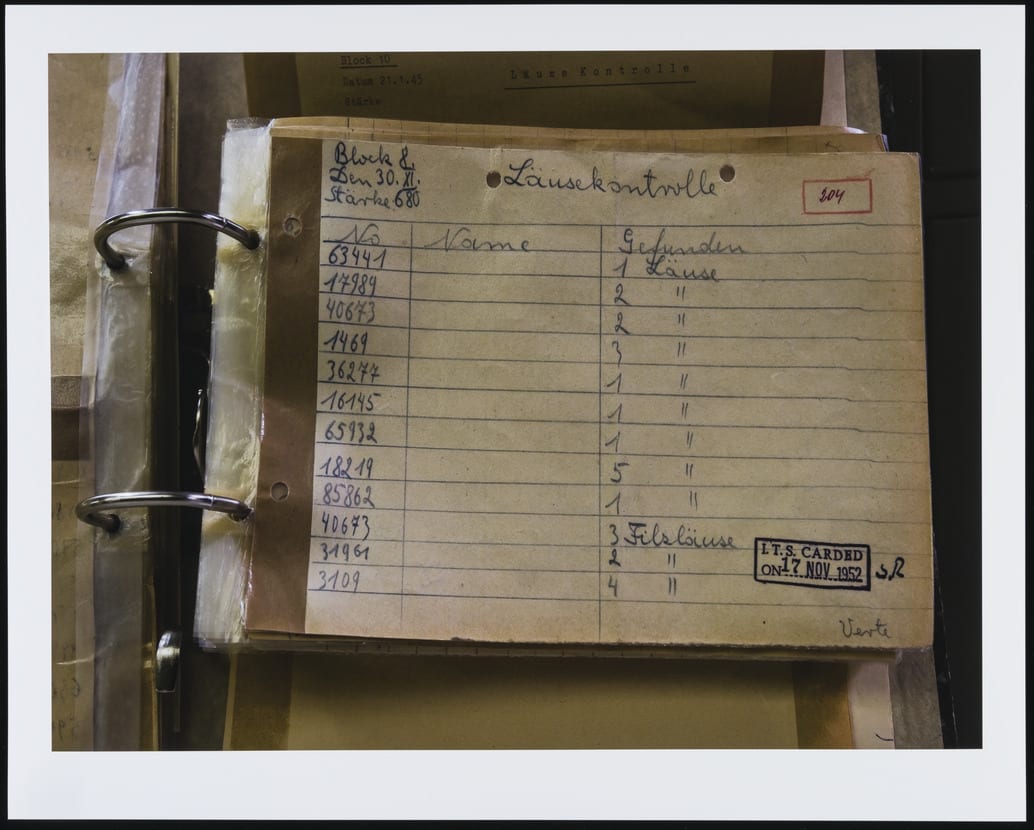 Block 10
Datum 21.1.45
Stärke
Läuse Kontrolle
Block 8.
Den 30. XI.
Stärke 680
Läusekontrolle
204
No Name Gefunden
63441 1 Läuse
17989 2 "
40673 2 "
1469 3 "
36277 1 "
16145 1 "
65932 1 "
18219 5 "
85862 1 "
40673 3 Filzläuse
31961 2 "
3109 4 "
I.T.S. CARDED
ON 17 NOV 1952
Verte